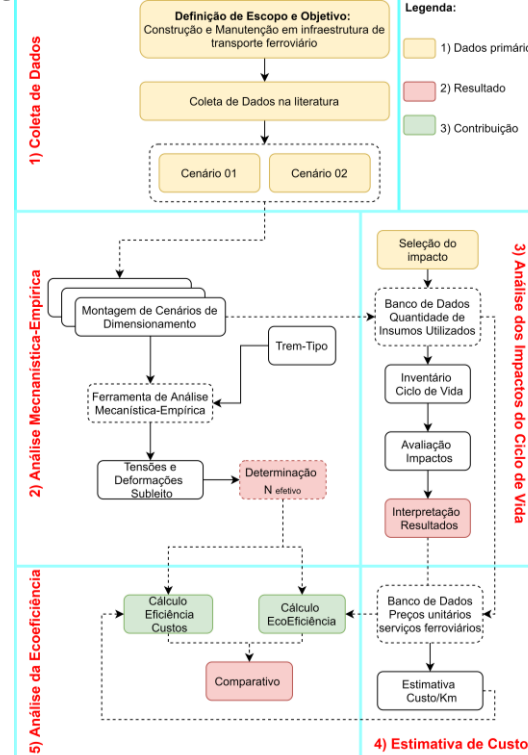 Definição de Escopo e Objetivo:
Construção e Manutenção em infraestrutura de
transporte ferroviário
Coleta de Dados na literatura
Cenário 01
Cenário 02
1) Coleta de Dados
Legenda:
1) Dados primário
2) Resultado
3) Contribuição
2) Análise Mecnanística-Empírica
Montagem de Cenários de
Dimensionamento
Trem-Tipo
Ferramenta de Análise
Mecanística-Empírica
Tensões e
Deformações
Subleito
Determinação
N efetivo
3) Análise dos Impactos do Ciclo de Vida
Seleção do
impacto
Banco de Dados
Quantidade de
Insumos Utilizados
Inventário
Ciclo de Vida
Avaliação
Impactos
Interpretação
Resultados
5) Análise da Ecoeficiência
Cálculo
Eficiência
Custos
Cálculo
EcoEficiência
Comparativo
Banco de Dados
Preços unitários
serviços ferroviários
Estimativa
Custo/Km
4) Estimativa de Custo